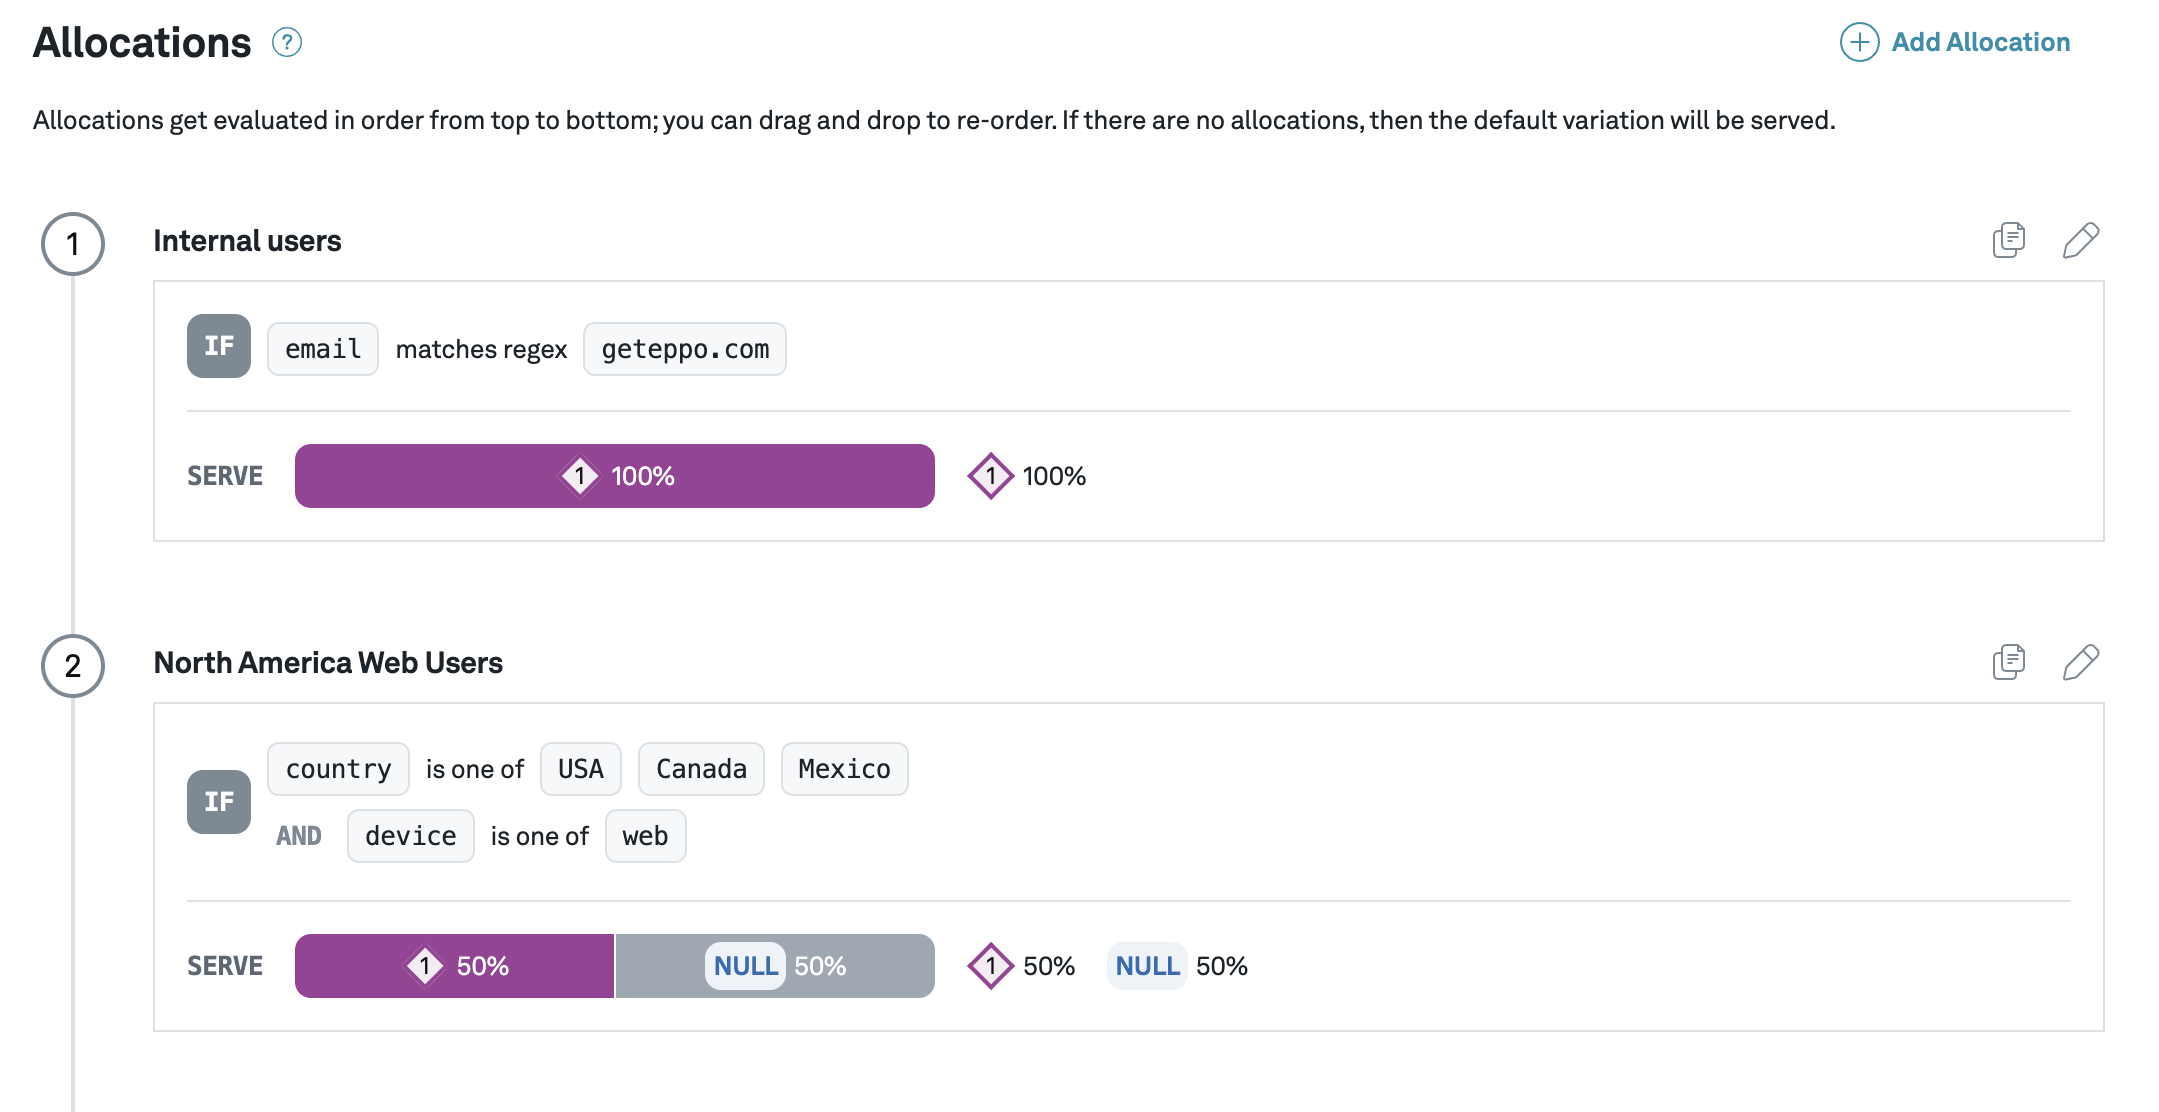 Allocations ?
Add Allocation
Allocations get evaluated in order from top to bottom; you can drag and drop to re-order. If there are no allocations, then the default variation will be served.
1 Internal users
IF email matches regex geteppo.com
SERVE 1 100% 1 100%
2 North America Web Users
country is one of USA Canada Mexico
IF
AND device is one of web
SERVE 1 50% NULL 50% 1 50% NULL 50%